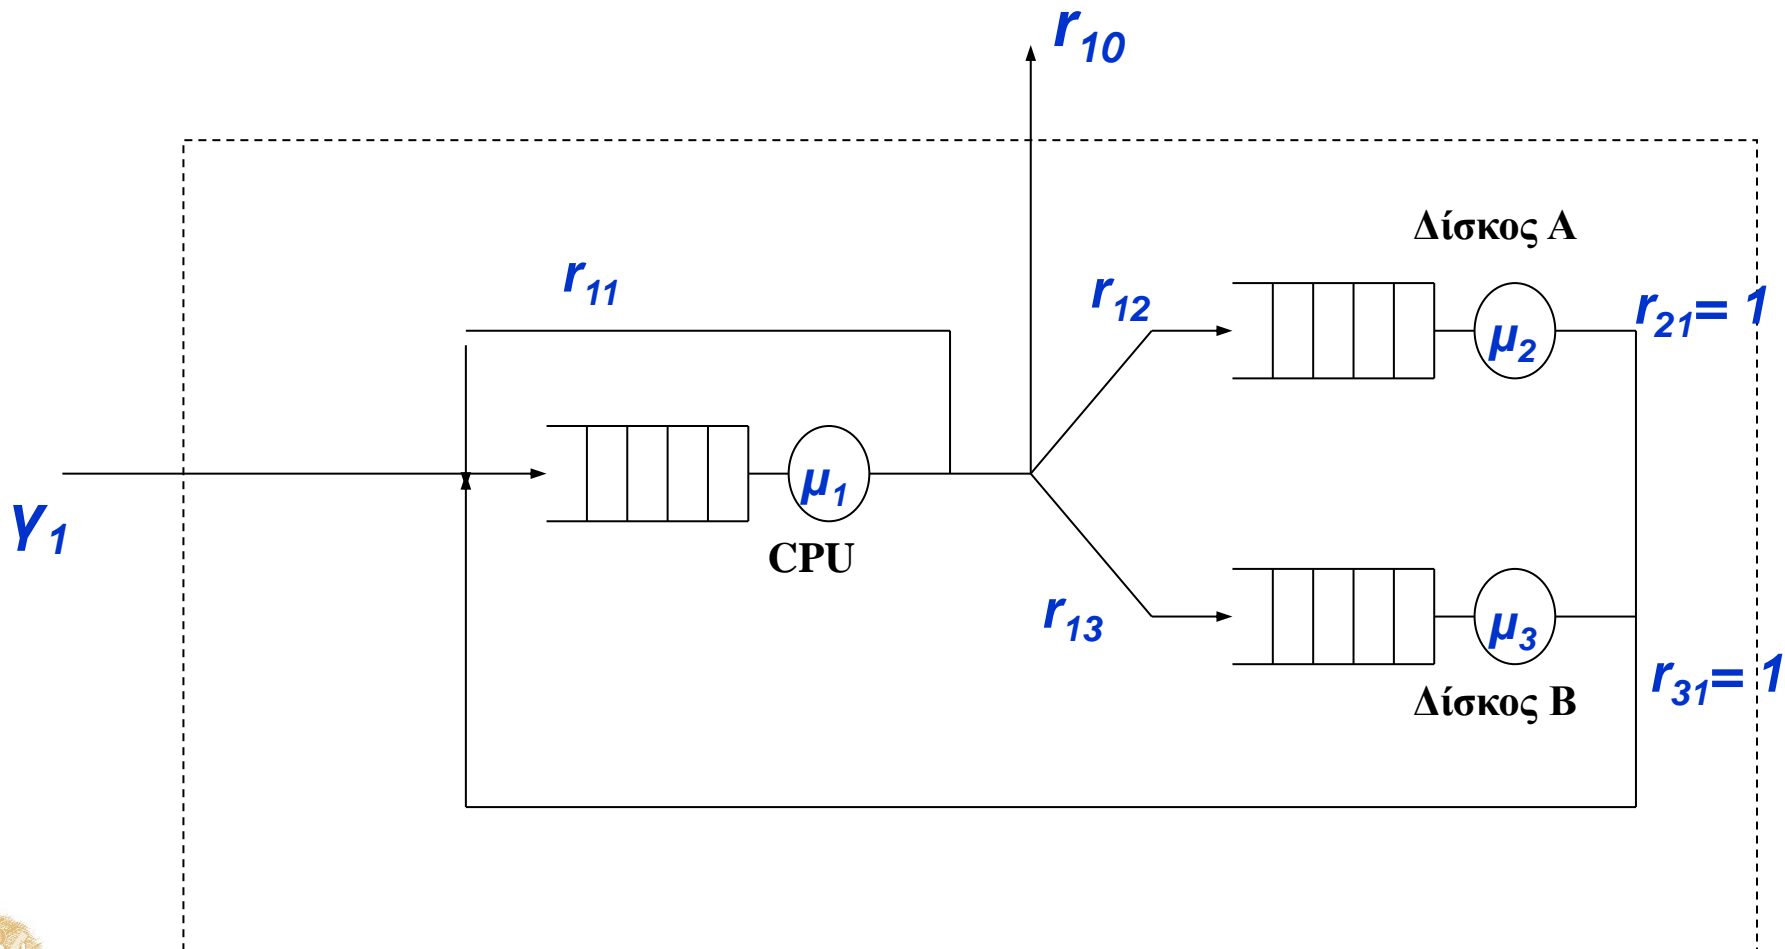 r10
Δίσκος Α
r11
r12
r21= 1
μ2
μ1
γ1
CPU
r13
μ3
r31= 1
Δίσκος Β